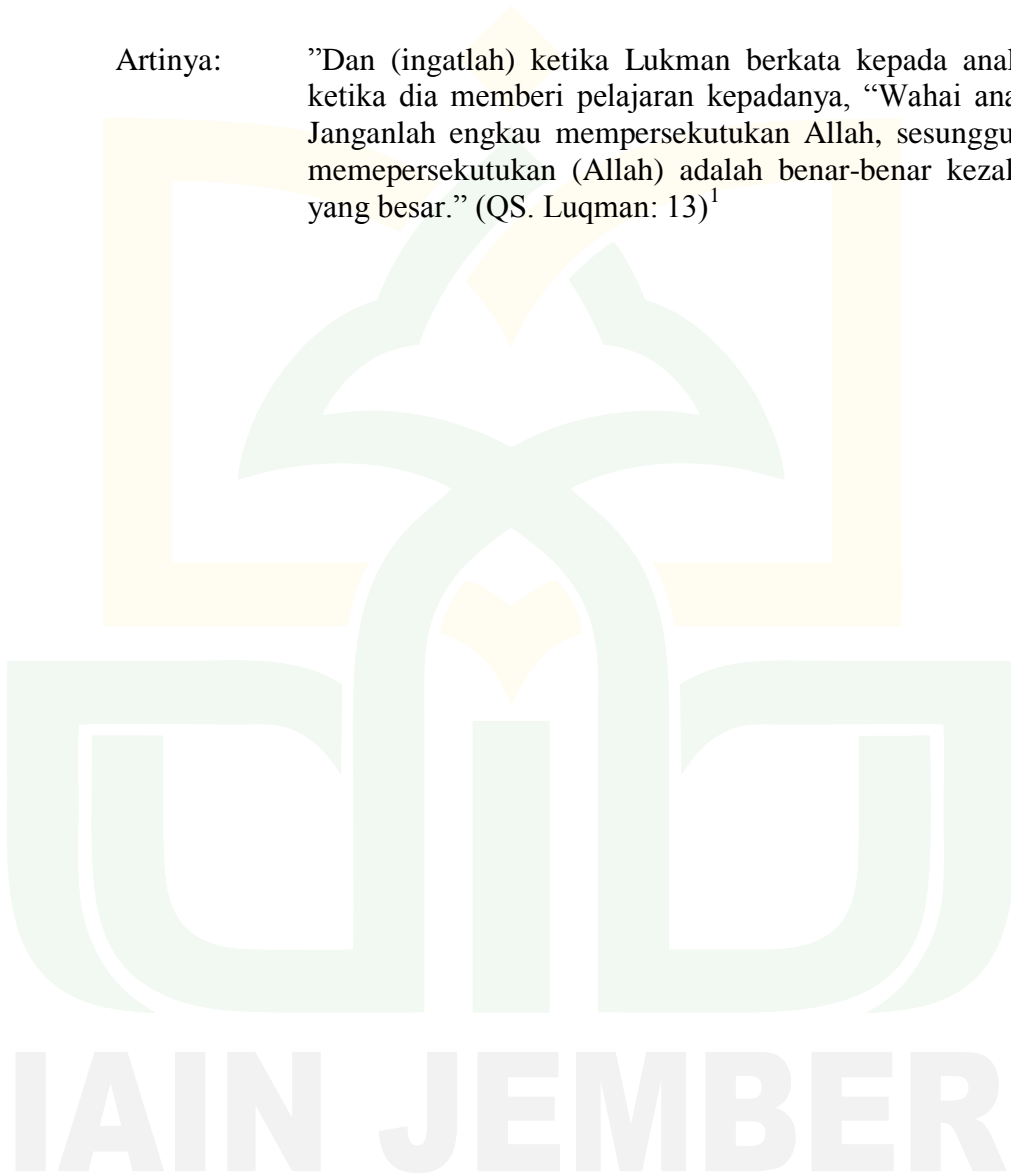 Artinya: ”Dan (ingatlah) ketika Lukman berkata kepada
ketika dia memberi pelajaran kepadanya, “Wahai
Janganlah engkau mempersekutukan Allah,
memepersekutukan (Allah) adalah benar-benar
yang besar.” (QS. Luqman: 13)1
IAIN JEMBER